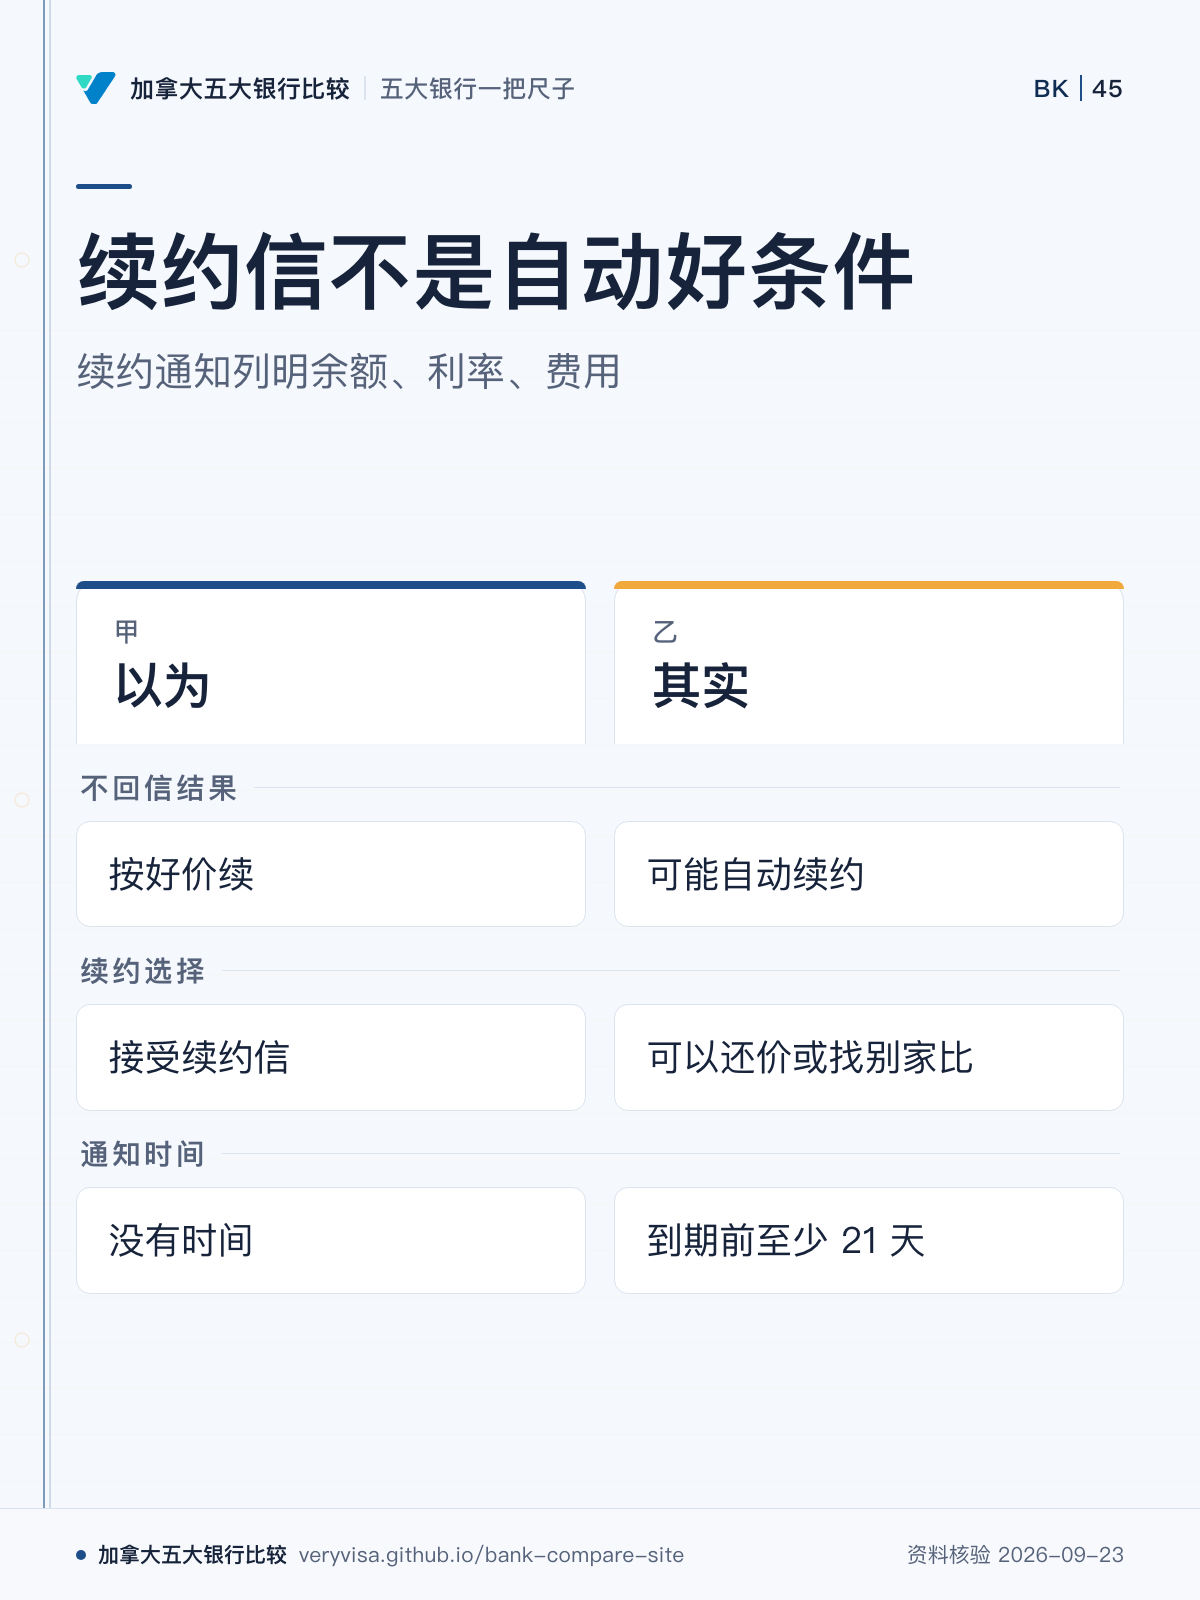 加拿大五大银行比较 五大银行一把尺子 BK 45
续约信不是自动好条件
续约通知列明余额、利率、费用
甲 乙
以为 其实
不回信结果
按好价续 可能自动续约
续约选择
接受续约信 可以还价或找别家比
通知时间
没有时间 到期前至少 21 天
加拿大五大银行比较 veryvisa.github.io/bank-compare-site 资料核验 2026-09-23